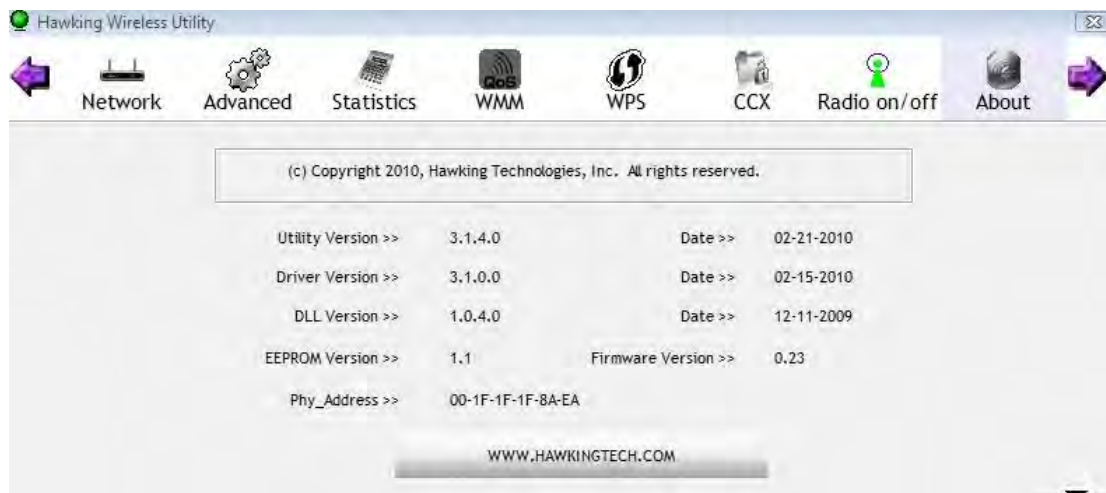 Hawking Wireless Utility
Network Advanced Statistics QoS WMM WPS CCX Radio on/off About
(c) Copyright 2010, Hawking Technologies, Inc. All rights reserved.
Utility Version >> 3.1.4.0 Date >> 02-21-2010
Driver Version >> 3.1.0.0 Date >> 02-15-2010
DLL Version >> 1.0.4.0 Date >> 12-11-2009
EEPROM Version >> 1.1 Firmware Version >> 0.23
Phy_Address >> 00-1F-1F-1F-8A-EA
WWW.HAWKINGTECH.COM